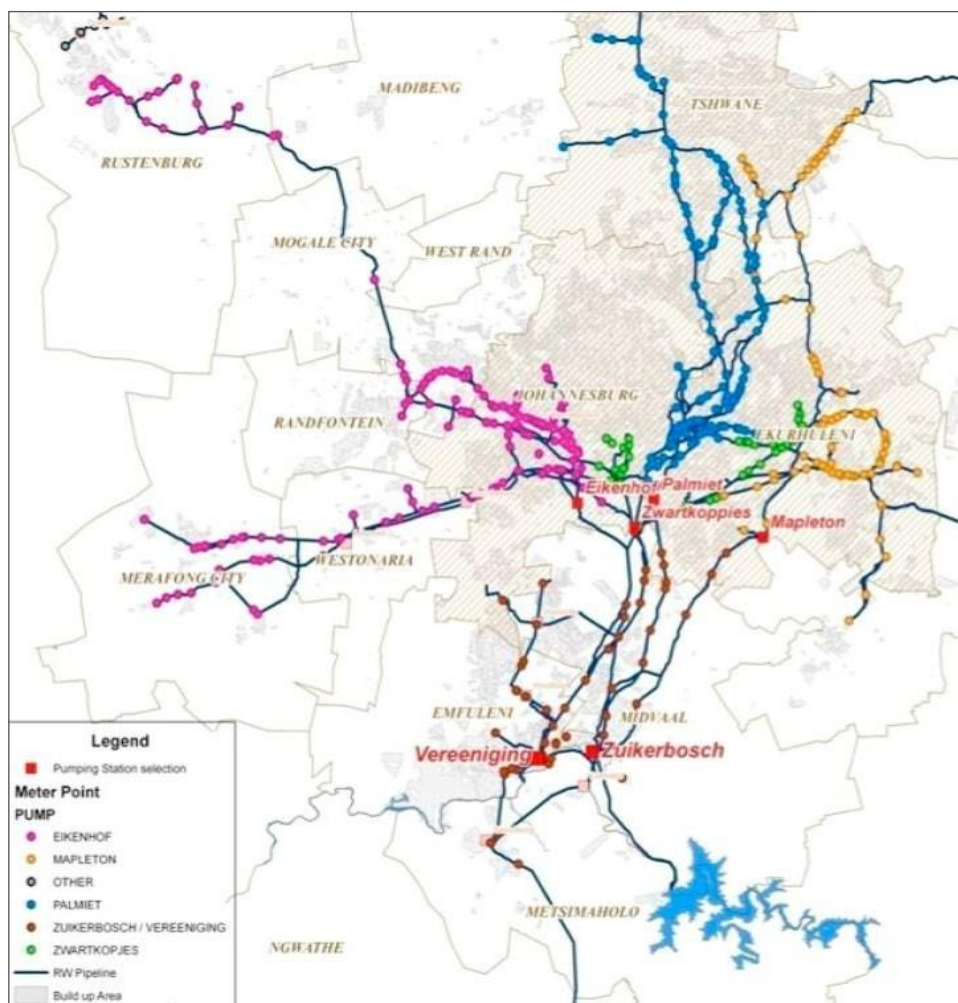 MADIBENG
TSHWANE
RUSTENBURG
MOGALE CITY
WEST RAND
JOHANNESBURG
RANDFONTEIN
EKURHULENI
Eikenhof
Palmiet
Zwartkoppies
Mapleton
WESTONARIA
MERAFONG CITY
EMFULENI
MIDVAAL
Vereeniging
Zuikerbosch
METSIMAHOLO
NGWATHE
Legend
Pumping Station selection
Meter Point
PUMP
EIKENHOF
MAPLETON
OTHER
PALMIET
ZUIKERBOSCH / VEREENIGING
ZWARTKOPJES
RW Pipeline
Build up Area